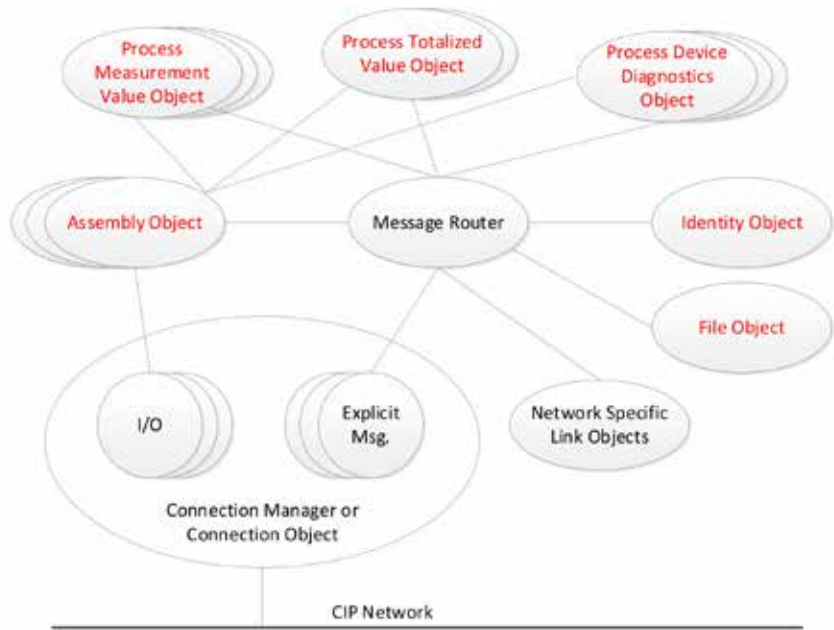 Process
Measurement
Value Object
Process Totalized
Value Object
Process Device
Diagnostics
Object
Assembly Object
Message Router
Identity Object
File Object
I/O
Explicit
Msg.
Network Specific
Link Objects
Connection Manager or
Connection Object
CIP Network